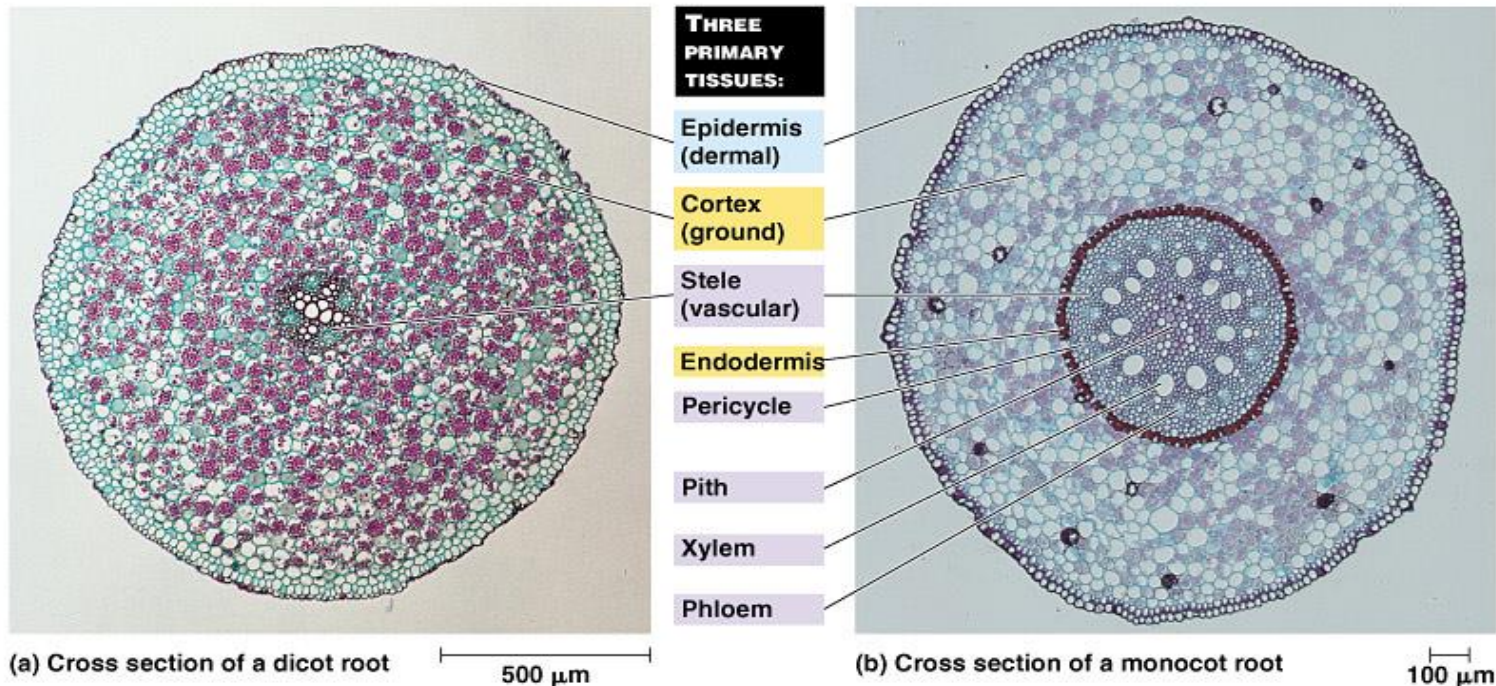 THREE
PRIMARY
TISSUES:
Epidermis
(dermal)
Cortex
(ground)
Stele
(vascular)
Endodermis
Pericycle
Pith
Xylem
Phloem
(a) Cross section of a dicot root
500 μm
(b) Cross section of a monocot root
100 μm